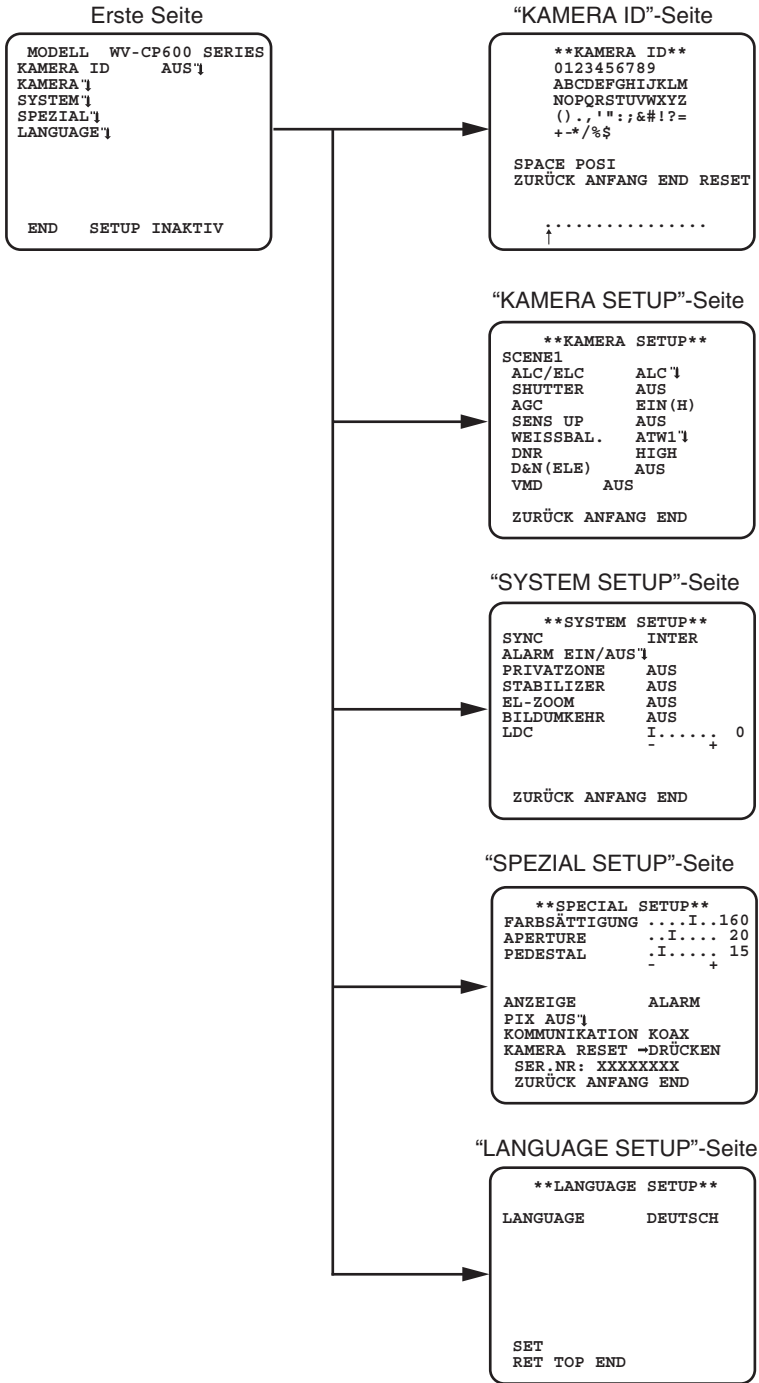 Erste Seite
MODELL WV-CP600 SERIES
KAMERA ID AUS
KAMERA
SYSTEM
SPEZIAL
LANGUAGE
END SETUP INAKTIV
“KAMERA ID”-Seite
**KAMERA ID**
0123456789
ABCDEFGHIJKLM
NOPQRSTUVWXYZ
().,'":;&#!?=
+-*/%$
SPACE POSI
ZURÜCK ANFANG END RESET
................
↑
“KAMERA SETUP”-Seite
**KAMERA SETUP**
SCENE1
ALC/ELC ALC
SHUTTER AUS
AGC EIN(H)
SENS UP AUS
WEISSBAL. ATW1
DNR HIGH
D&N(ELE) AUS
VMD AUS
ZURÜCK ANFANG END
“SYSTEM SETUP”-Seite
**SYSTEM SETUP**
SYNC INTER
ALARM EIN/AUS
PRIVATZONE AUS
STABILIZER AUS
EL-ZOOM AUS
BILDUMKEHR AUS
LDC I...... 0
- +
ZURÜCK ANFANG END
“SPEZIAL SETUP”-Seite
**SPECIAL SETUP**
FARBSÄTTIGUNG ....I..160
APERTURE ..I.... 20
PEDESTAL .I..... 15
- +
ANZEIGE ALARM
PIX AUS
KOMMUNIKATION KOAX
KAMERA RESET →DRÜCKEN
SER.NR: XXXXXXXX
ZURÜCK ANFANG END
“LANGUAGE SETUP”-Seite
**LANGUAGE SETUP**
LANGUAGE DEUTSCH
SET
RET TOP END